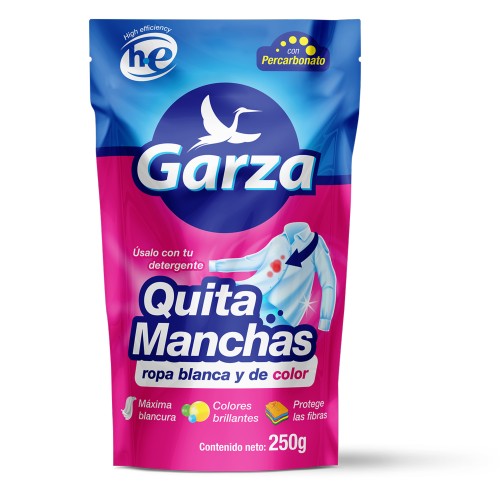 High efficiency
he
con
Percarbonato
Garza
Úsalo con tu
detergente
Quita
Manchas
ropa blanca y de color
Máxima
blancura
Colores
brillantes
Protege
las fibras
Contenido neto: 250g